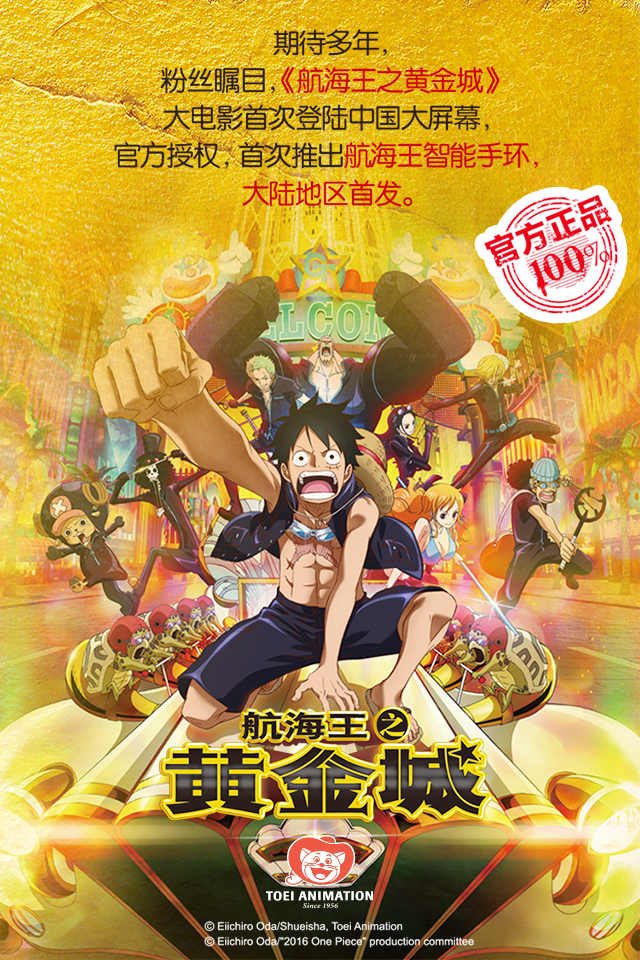 期待多年，
粉丝瞩目，《航海王之黄金城》
大电影首次登陆中国大屏幕，
官方授权，首次推出航海王智能手环，
大陆地区首发。
官方正品
100%
WELCOME
航海王之
黄金城
TOEI ANIMATION
Since 1956
© Eiichiro Oda/Shueisha, Toei Animation
© Eiichiro Oda/"2016 One Piece" production committee